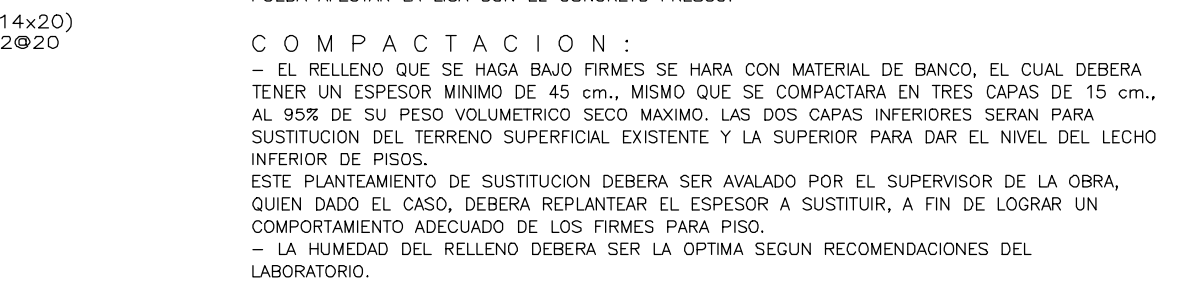 14x20)
2@20
C O M P A C T A C I O N :
– EL RELLENO QUE SE HAGA BAJO FIRMES SE HARA CON MATERIAL DE BANCO, EL CUAL DEBERA
TENER UN ESPESOR MINIMO DE 45 cm., MISMO QUE SE COMPACTARA EN TRES CAPAS DE 15 cm.,
AL 95% DE SU PESO VOLUMETRICO SECO MAXIMO. LAS DOS CAPAS INFERIORES SERAN PARA
SUSTITUCION DEL TERRENO SUPERFICIAL EXISTENTE Y LA SUPERIOR PARA DAR EL NIVEL DEL LECHO
INFERIOR DE PISOS.
ESTE PLANTEAMIENTO DE SUSTITUCION DEBERA SER AVALADO POR EL SUPERVISOR DE LA OBRA,
QUIEN DADO EL CASO, DEBERA REPLANTEAR EL ESPESOR A SUSTITUIR, A FIN DE LOGRAR UN
COMPORTAMIENTO ADECUADO DE LOS FIRMES PARA PISO.
– LA HUMEDAD DEL RELLENO DEBERA SER LA OPTIMA SEGUN RECOMENDACIONES DEL
LABORATORIO.